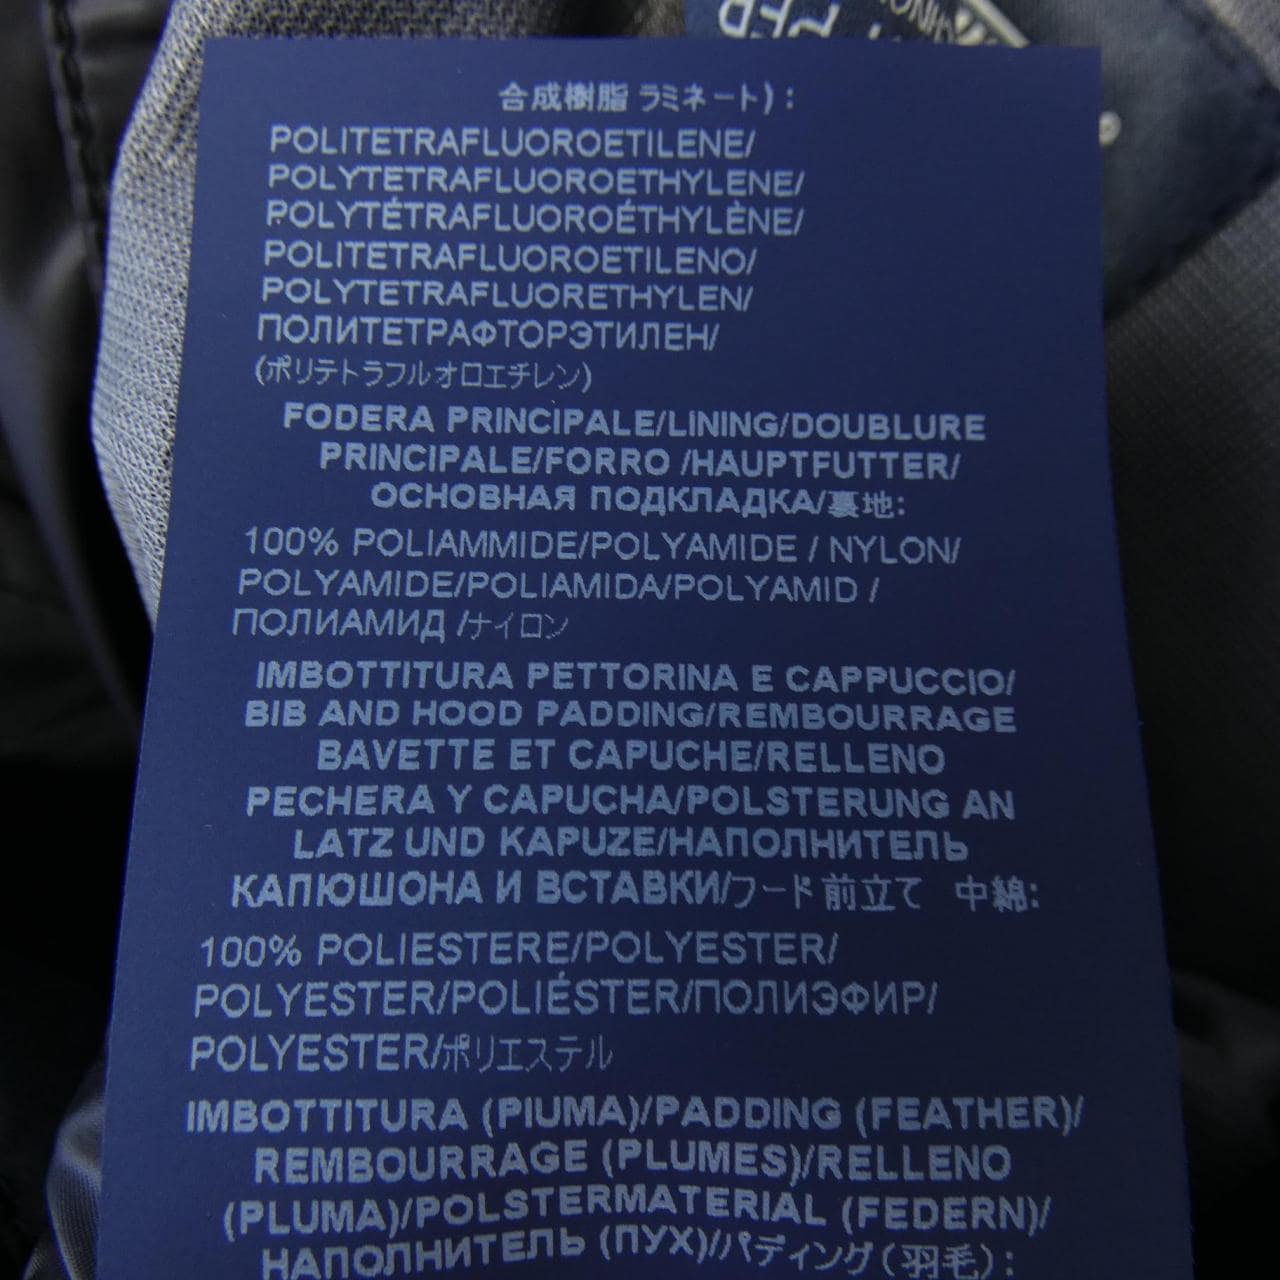 合成樹脂 ラミネート) :
POLITETRAFLUOROETILENE/
POLYTETRAFLUOROETHYLENE/
POLYTÉTRAFLUOROÉTHYLÈNE/
POLITETRAFLUOROETILENO/
POLYTETRAFLUORETHYLEN/
ПОЛИТЕТРАФТОРЭТИЛЕН/
(ポリテトラフルオロエチレン)
FODERA PRINCIPALE/LINING/DOUBLURE
PRINCIPALE/FORRO /HAUPTFUTTER/
ОСНОВНАЯ ПОДКЛАДКА/裏地:
100% POLIAMMIDE/POLYAMIDE / NYLON/
POLYAMIDE/POLIAMIDA/POLYAMID /
ПОЛИАМИД /ナイロン
IMBOTTITURA PETTORINA E CAPPUCCIO/
BIB AND HOOD PADDING/REMBOURRAGE
BAVETTE ET CAPUCHE/RELLENO
PECHERA Y CAPUCHA/POLSTERUNG AN
LATZ UND KAPUZE/НАПОЛНИТЕЛЬ
КАПЮШОНА И ВСТАВКИ/フード 前立て 中綿:
100% POLIESTERE/POLYESTER/
POLYESTER/POLIÉSTER/ПОЛИЭФИР/
POLYESTER/ポリエステル
IMBOTTITURA (PIUMA)/PADDING (FEATHER)/
REMBOURRAGE (PLUMES)/RELLENO
(PLUMA)/POLSTERMATERIAL (FEDERN)/
НАПОЛНИТЕЛЬ (ПУХ)/パディング (羽毛) :